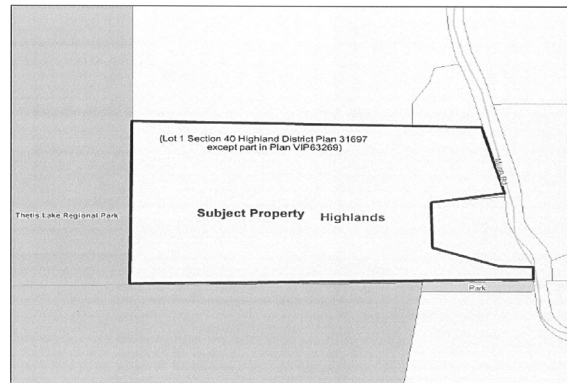 (Lot 1 Section 40 Highland District Plan 31697
except part in Plan VIP63269)
Thetis Lake Regional Park
Subject Property Highlands
Park